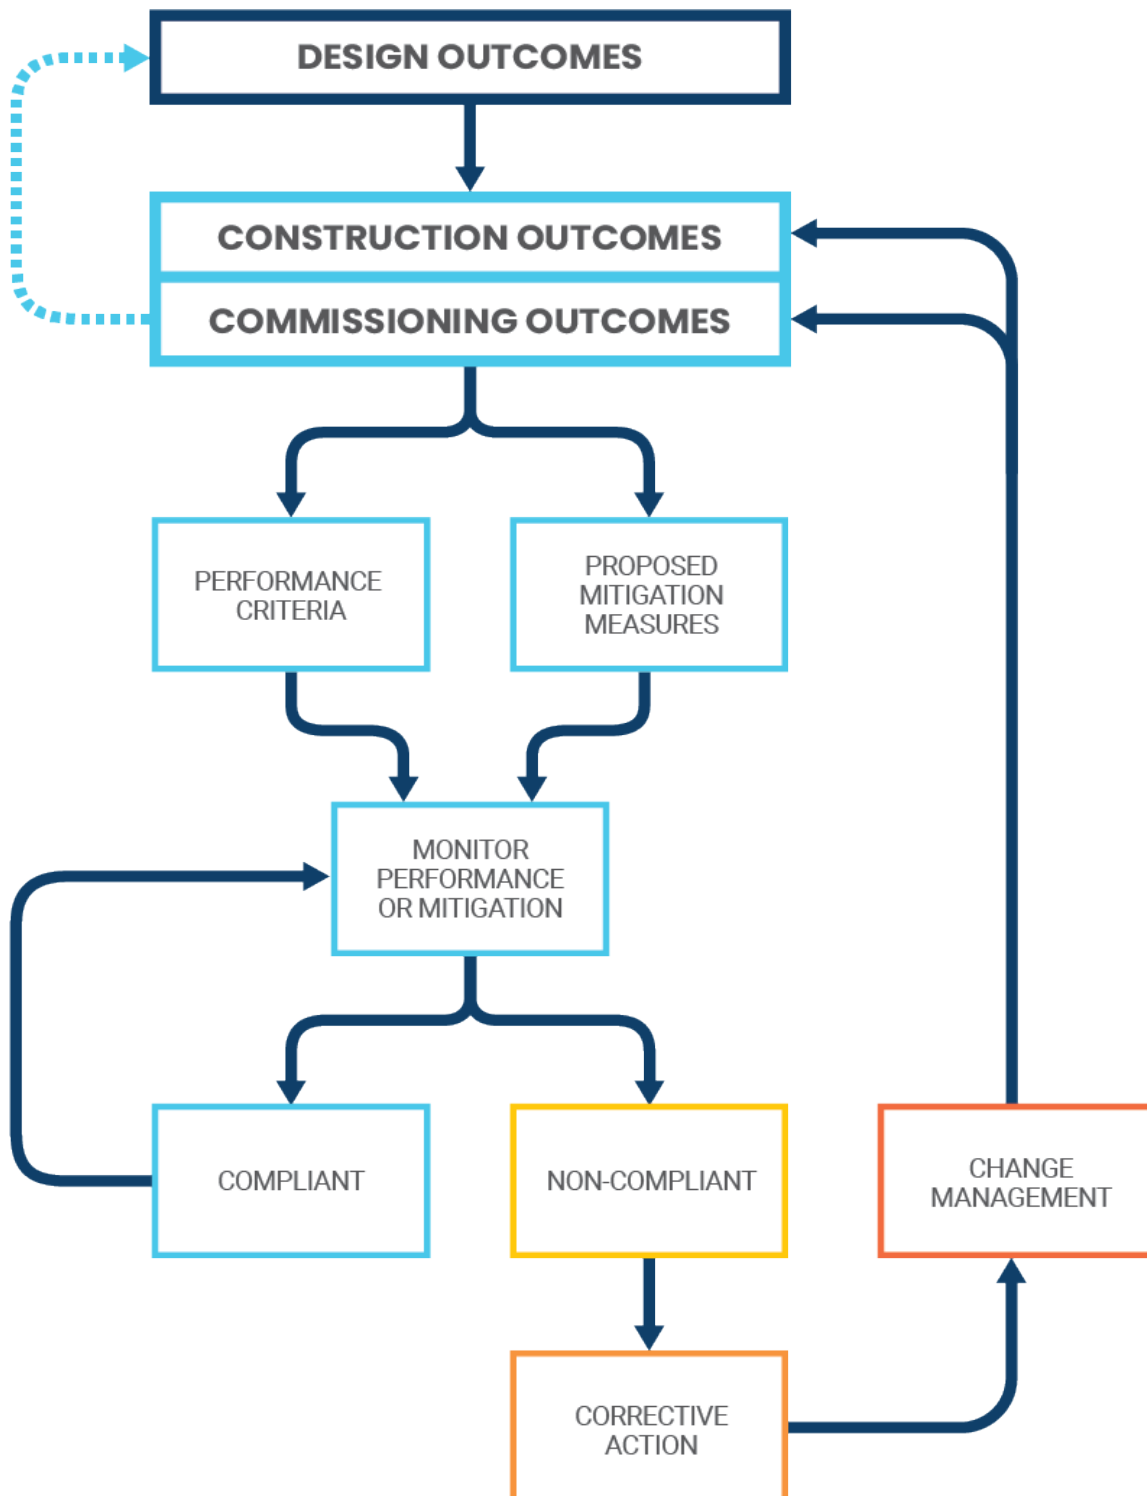 DESIGN OUTCOMES
CONSTRUCTION OUTCOMES
COMMISSIONING OUTCOMES
PERFORMANCE
CRITERIA
PROPOSED
MITIGATION
MEASURES
MONITOR
PERFORMANCE
OR MITIGATION
COMPLIANT
NON-COMPLIANT
CHANGE
MANAGEMENT
CORRECTIVE
ACTION